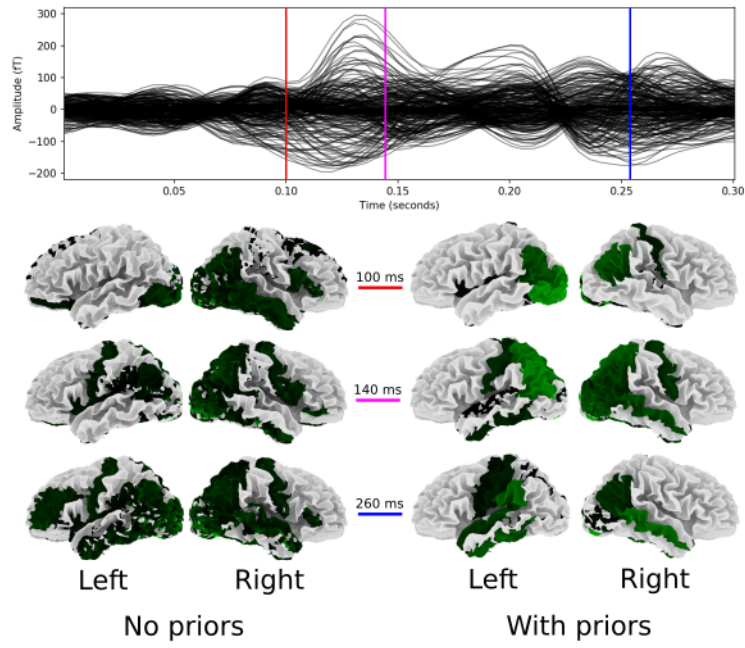 300
200
100
0
−100
−200
Amplitude (fT)
0.05 0.10 0.15 0.20 0.25 0.30
Time (seconds)
100 ms
140 ms
260 ms
Left Right Left Right
No priors With priors